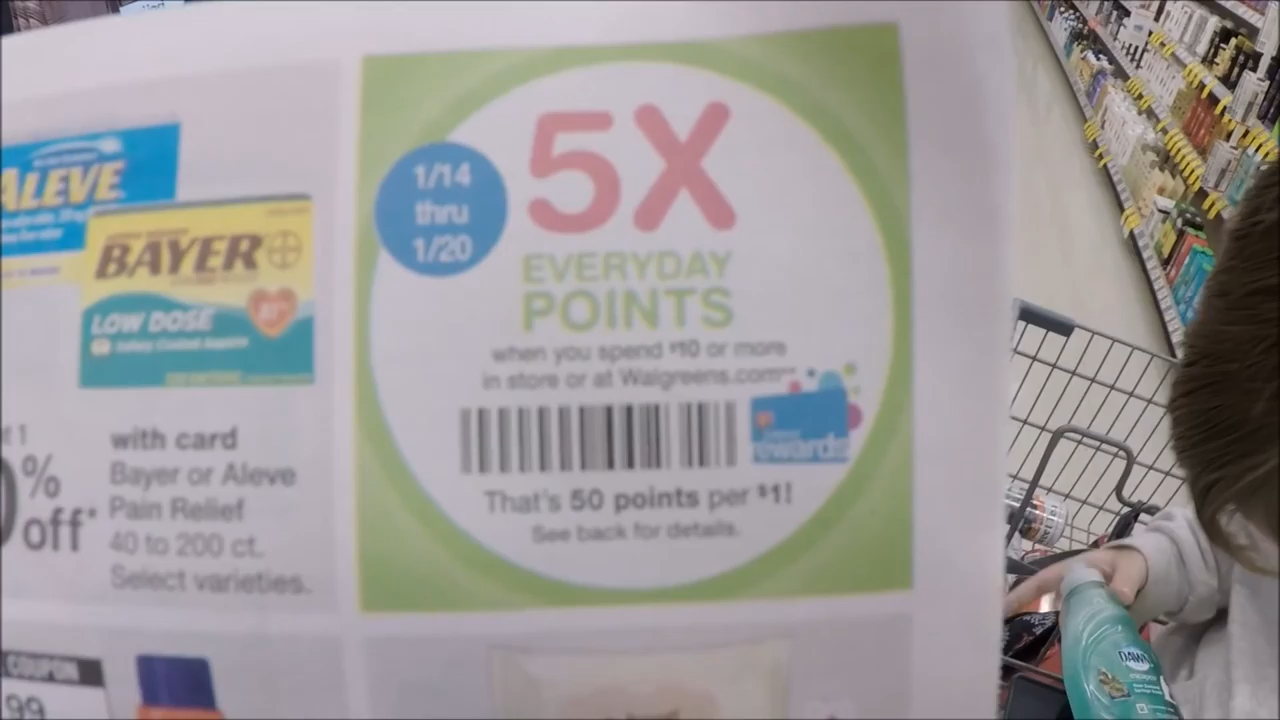 ALEVE
BAYER
LOW DOSE
with card
Bayer or Aleve
Pain Relief
40 to 200 ct.
Select varieties.
%
off*
1/14
thru
1/20
5X
EVERYDAY
POINTS
when you spend $10 or more
in store or at Walgreens.com**
rewards
That's 50 points per $1!
See back for details.
COUPON
99
DAWN
escapes